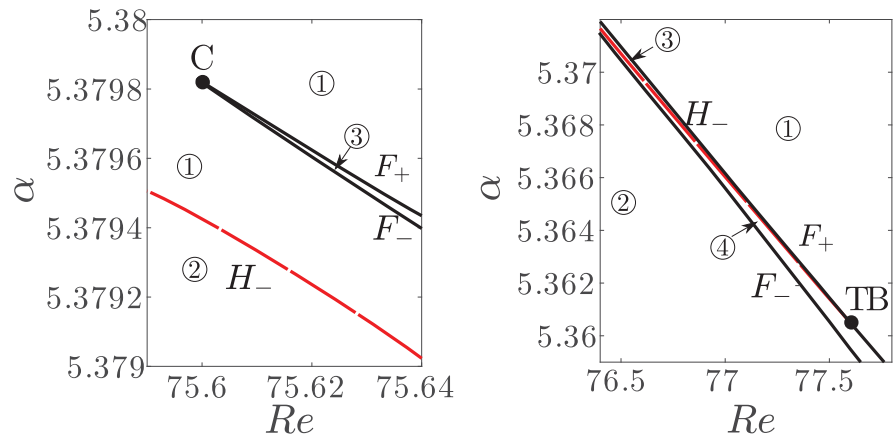 5.38
5.3798
5.3796
5.3794
5.3792
5.379
α
C
①
①
③
F₊
F₋
②
H₋
75.6
75.62
75.64
Re
5.37
5.368
5.366
5.364
5.362
5.36
α
③
H₋
①
②
④
F₊
F₋
TB
76.5
77
77.5
Re